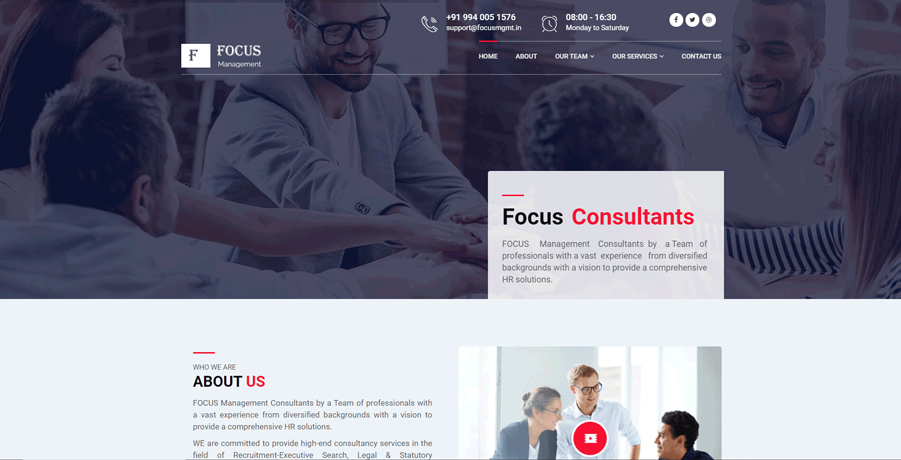 +91 994 005 1576
support@focusmgmt.in
08:00 - 16:30
Monday to Saturday
F
FOCUS
Management
HOME ABOUT OUR TEAM OUR SERVICES CONTACT US
Focus Consultants
FOCUS Management Consultants by a Team of
professionals with a vast experience from diversified
backgrounds with a vision to provide a comprehensive
HR solutions.
WHO WE ARE
ABOUT US
FOCUS Management Consultants by a Team of professionals with
a vast experience from diversified backgrounds with a vision to
provide a comprehensive HR solutions.
WE are committed to provide high-end consultancy services in the
field of Recruitment-Executive Search, Legal & Statutory